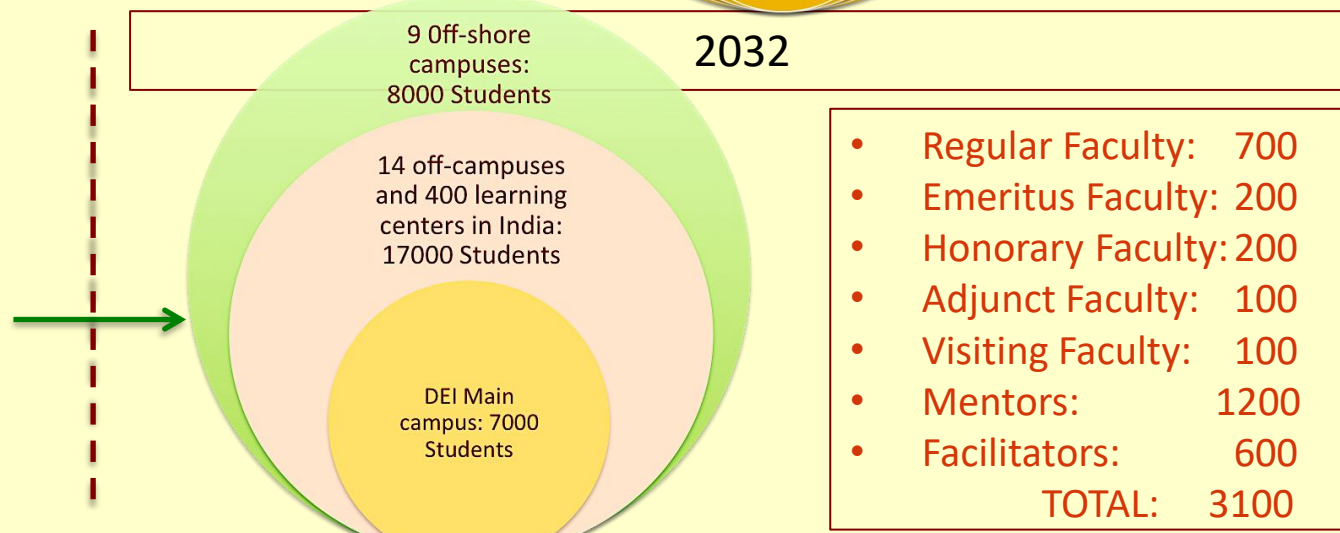 2032
9 0ff-shore
campuses:
8000 Students
14 off-campuses
and 400 learning
centers in India:
17000 Students
DEI Main
campus: 7000
Students
• Regular Faculty: 700
• Emeritus Faculty: 200
• Honorary Faculty: 200
• Adjunct Faculty: 100
• Visiting Faculty: 100
• Mentors: 1200
• Facilitators: 600
TOTAL: 3100